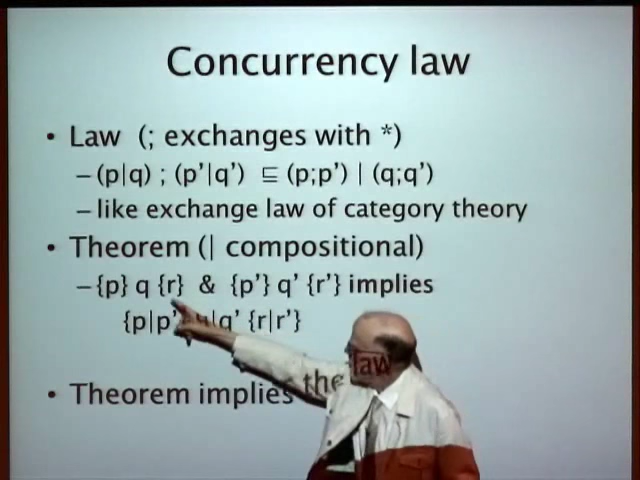 Concurrency law
• Law (; exchanges with *)
– (p|q) ; (p’|q’) ⊑ (p;p’) | (q;q’)
– like exchange law of category theory
• Theorem (| compositional)
– {p} q {r} & {p’} q’ {r’} implies
{p|p’} q|q’ {r|r’}
• Theorem implies the law